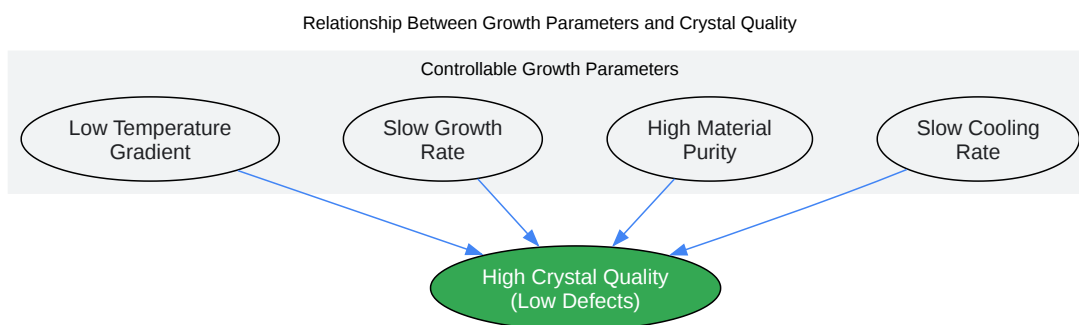 Relationship Between Growth Parameters and Crystal Quality
Controllable Growth Parameters
Low Temperature
Gradient
Slow Growth
Rate
High Material
Purity
Slow Cooling
Rate
High Crystal Quality
(Low Defects)